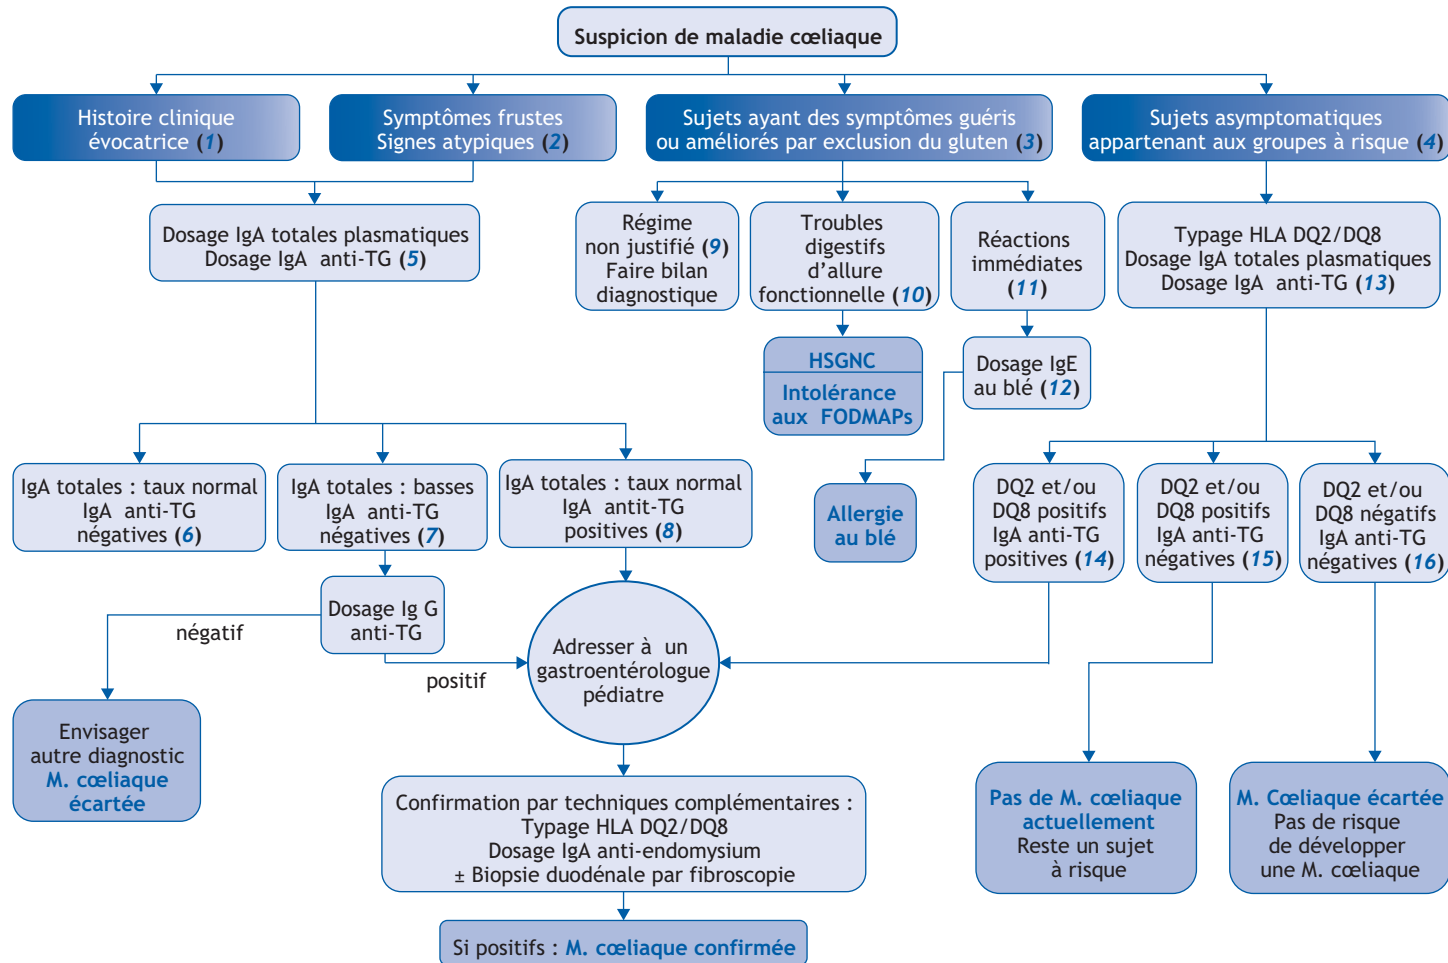 Suspicion de maladie cœliaque
Histoire clinique
évocatrice (1)
Symptômes frustes
Signes atypiques (2)
Sujets ayant des symptômes guéris
ou améliorés par exclusion du gluten (3)
Sujets asymptomatiques
appartenant aux groupes à risque (4)
Dosage IgA totales plasmatiques
Dosage IgA anti-TG (5)
Régime
non justifié (9)
Faire bilan
diagnostique
Troubles
digestifs
d'allure
fonctionnelle (10)
Réactions
immédiates
(11)
Typage HLA DQ2/DQ8
Dosage IgA totales plasmatiques
Dosage IgA anti-TG (13)
HSGNC
Intolérance
aux FODMAPs
Dosage IgE
au blé (12)
IgA totales : taux normal
IgA anti-TG
négatives (6)
IgA totales : basses
IgA anti-TG
négatives (7)
IgA totales : taux normal
IgA antit-TG
positives (8)
Allergie
au blé
DQ2 et/ou
DQ8 positifs
IgA anti-TG
positives (14)
DQ2 et/ou
DQ8 positifs
IgA anti-TG
négatives (15)
DQ2 et/ou
DQ8 négatifs
IgA anti-TG
négatives (16)
Dosage Ig G
anti-TG
négatif
positif
Adresser à un
gastroentérologue
pédiatre
Envisager
autre diagnostic
M. cœliaque
écartée
Confirmation par techniques complémentaires :
Typage HLA DQ2/DQ8
Dosage IgA anti-endomysium
± Biopsie duodénale par fibroscopie
Pas de M. cœliaque
actuellement
Reste un sujet
à risque
M. Cœliaque écartée
Pas de risque
de développer
une M. cœliaque
Si positifs : M. cœliaque confirmée